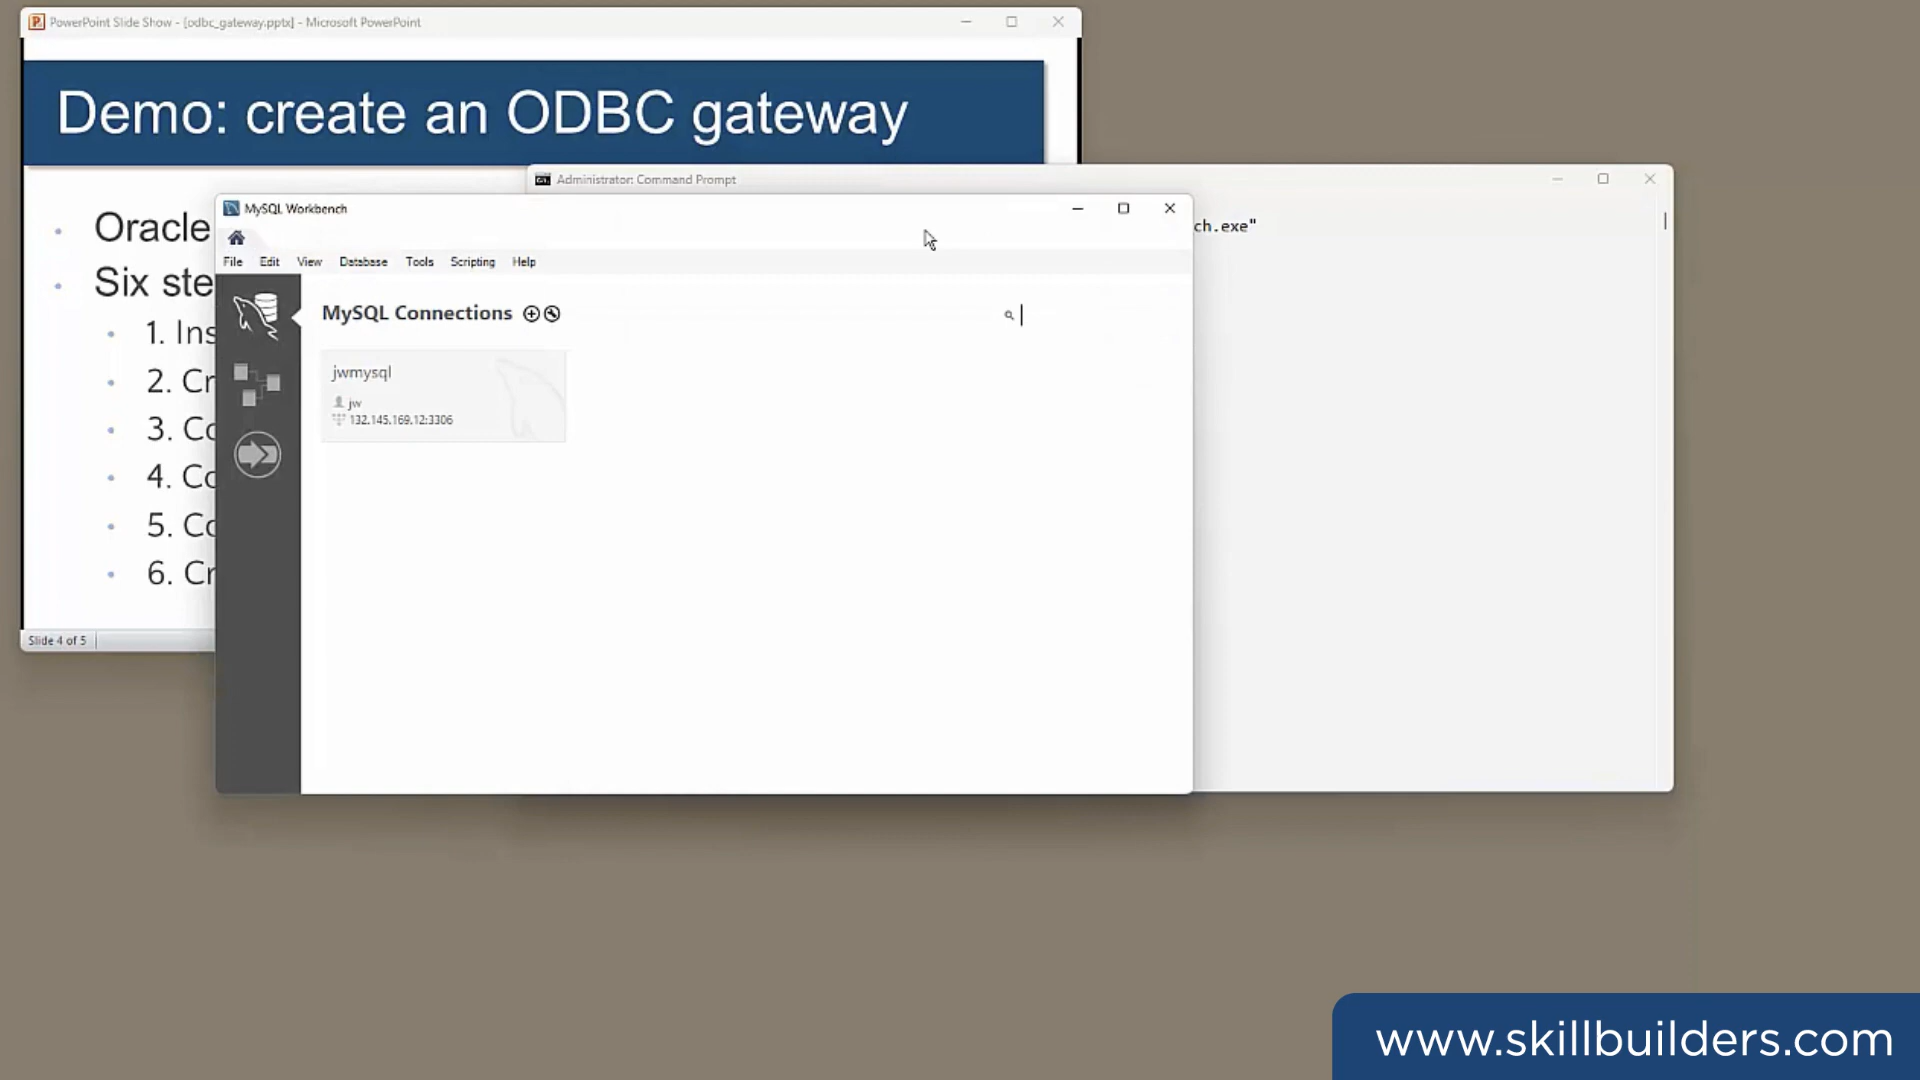 PowerPoint Slide Show - [odbc_gateway.pptx] - Microsoft PowerPoint
Demo: create an ODBC gateway
Administrator: Command Prompt
ch.exe"
Oracle
Six ste
1. Ins
2. Cr
3. Co
4. Co
5. Co
6. Cr
Slide 4 of 5
MySQL Workbench
File Edit View Database Tools Scripting Help
MySQL Connections
jwmysql
jw
132.145.169.12:3306
www.skillbuilders.com